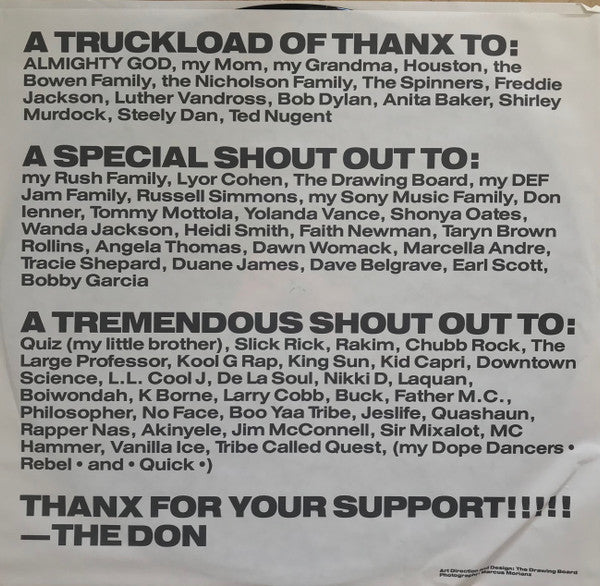 A TRUCKLOAD OF THANX TO:
ALMIGHTY GOD, my Mom, my Grandma, Houston, the
Bowen Family, the Nicholson Family, The Spinners, Freddie
Jackson, Luther Vandross, Bob Dylan, Anita Baker, Shirley
Murdock, Steely Dan, Ted Nugent
A SPECIAL SHOUT OUT TO:
my Rush Family, Lyor Cohen, The Drawing Board, my DEF
Jam Family, Russell Simmons, my Sony Music Family, Don
Ienner, Tommy Mottola, Yolanda Vance, Shonya Oates,
Wanda Jackson, Heidi Smith, Faith Newman, Taryn Brown
Rollins, Angela Thomas, Dawn Womack, Marcella Andre,
Tracie Shepard, Duane James, Dave Belgrave, Earl Scott,
Bobby Garcia
A TREMENDOUS SHOUT OUT TO:
Quiz (my little brother), Slick Rick, Rakim, Chubb Rock, The
Large Professor, Kool G Rap, King Sun, Kid Capri, Downtown
Science, L.L. Cool J, De La Soul, Nikki D, Laquan,
Boiwondah, K Borne, Larry Cobb, Buck, Father M.C.,
Philosopher, No Face, Boo Yaa Tribe, Jeslife, Quashaun,
Rapper Nas, Akinyele, Jim McConnell, Sir Mixalot, MC
Hammer, Vanilla Ice, Tribe Called Quest, (my Dope Dancers •
Rebel • and • Quick •)
THANX FOR YOUR SUPPORT!!!!!
—THE DON
Art Direction and Design: The Drawing Board
Photography: Marcus Morianz